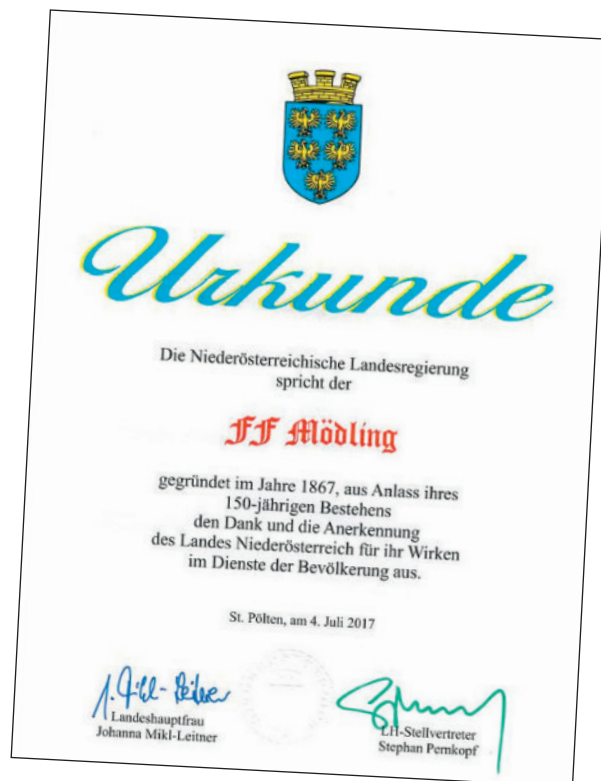 Urkunde
Die Niederösterreichische Landesregierung
spricht der
FF Mödling
gegründet im Jahre 1867, aus Anlass ihres
150-jährigen Bestehens
den Dank und die Anerkennung
des Landes Niederösterreich für ihr Wirken
im Dienste der Bevölkerung aus.
St. Pölten, am 4. Juli 2017
J. Mikl-Leitner
Landeshauptfrau
Johanna Mikl-Leitner
LH-Stellvertreter
Stephan Pernkopf